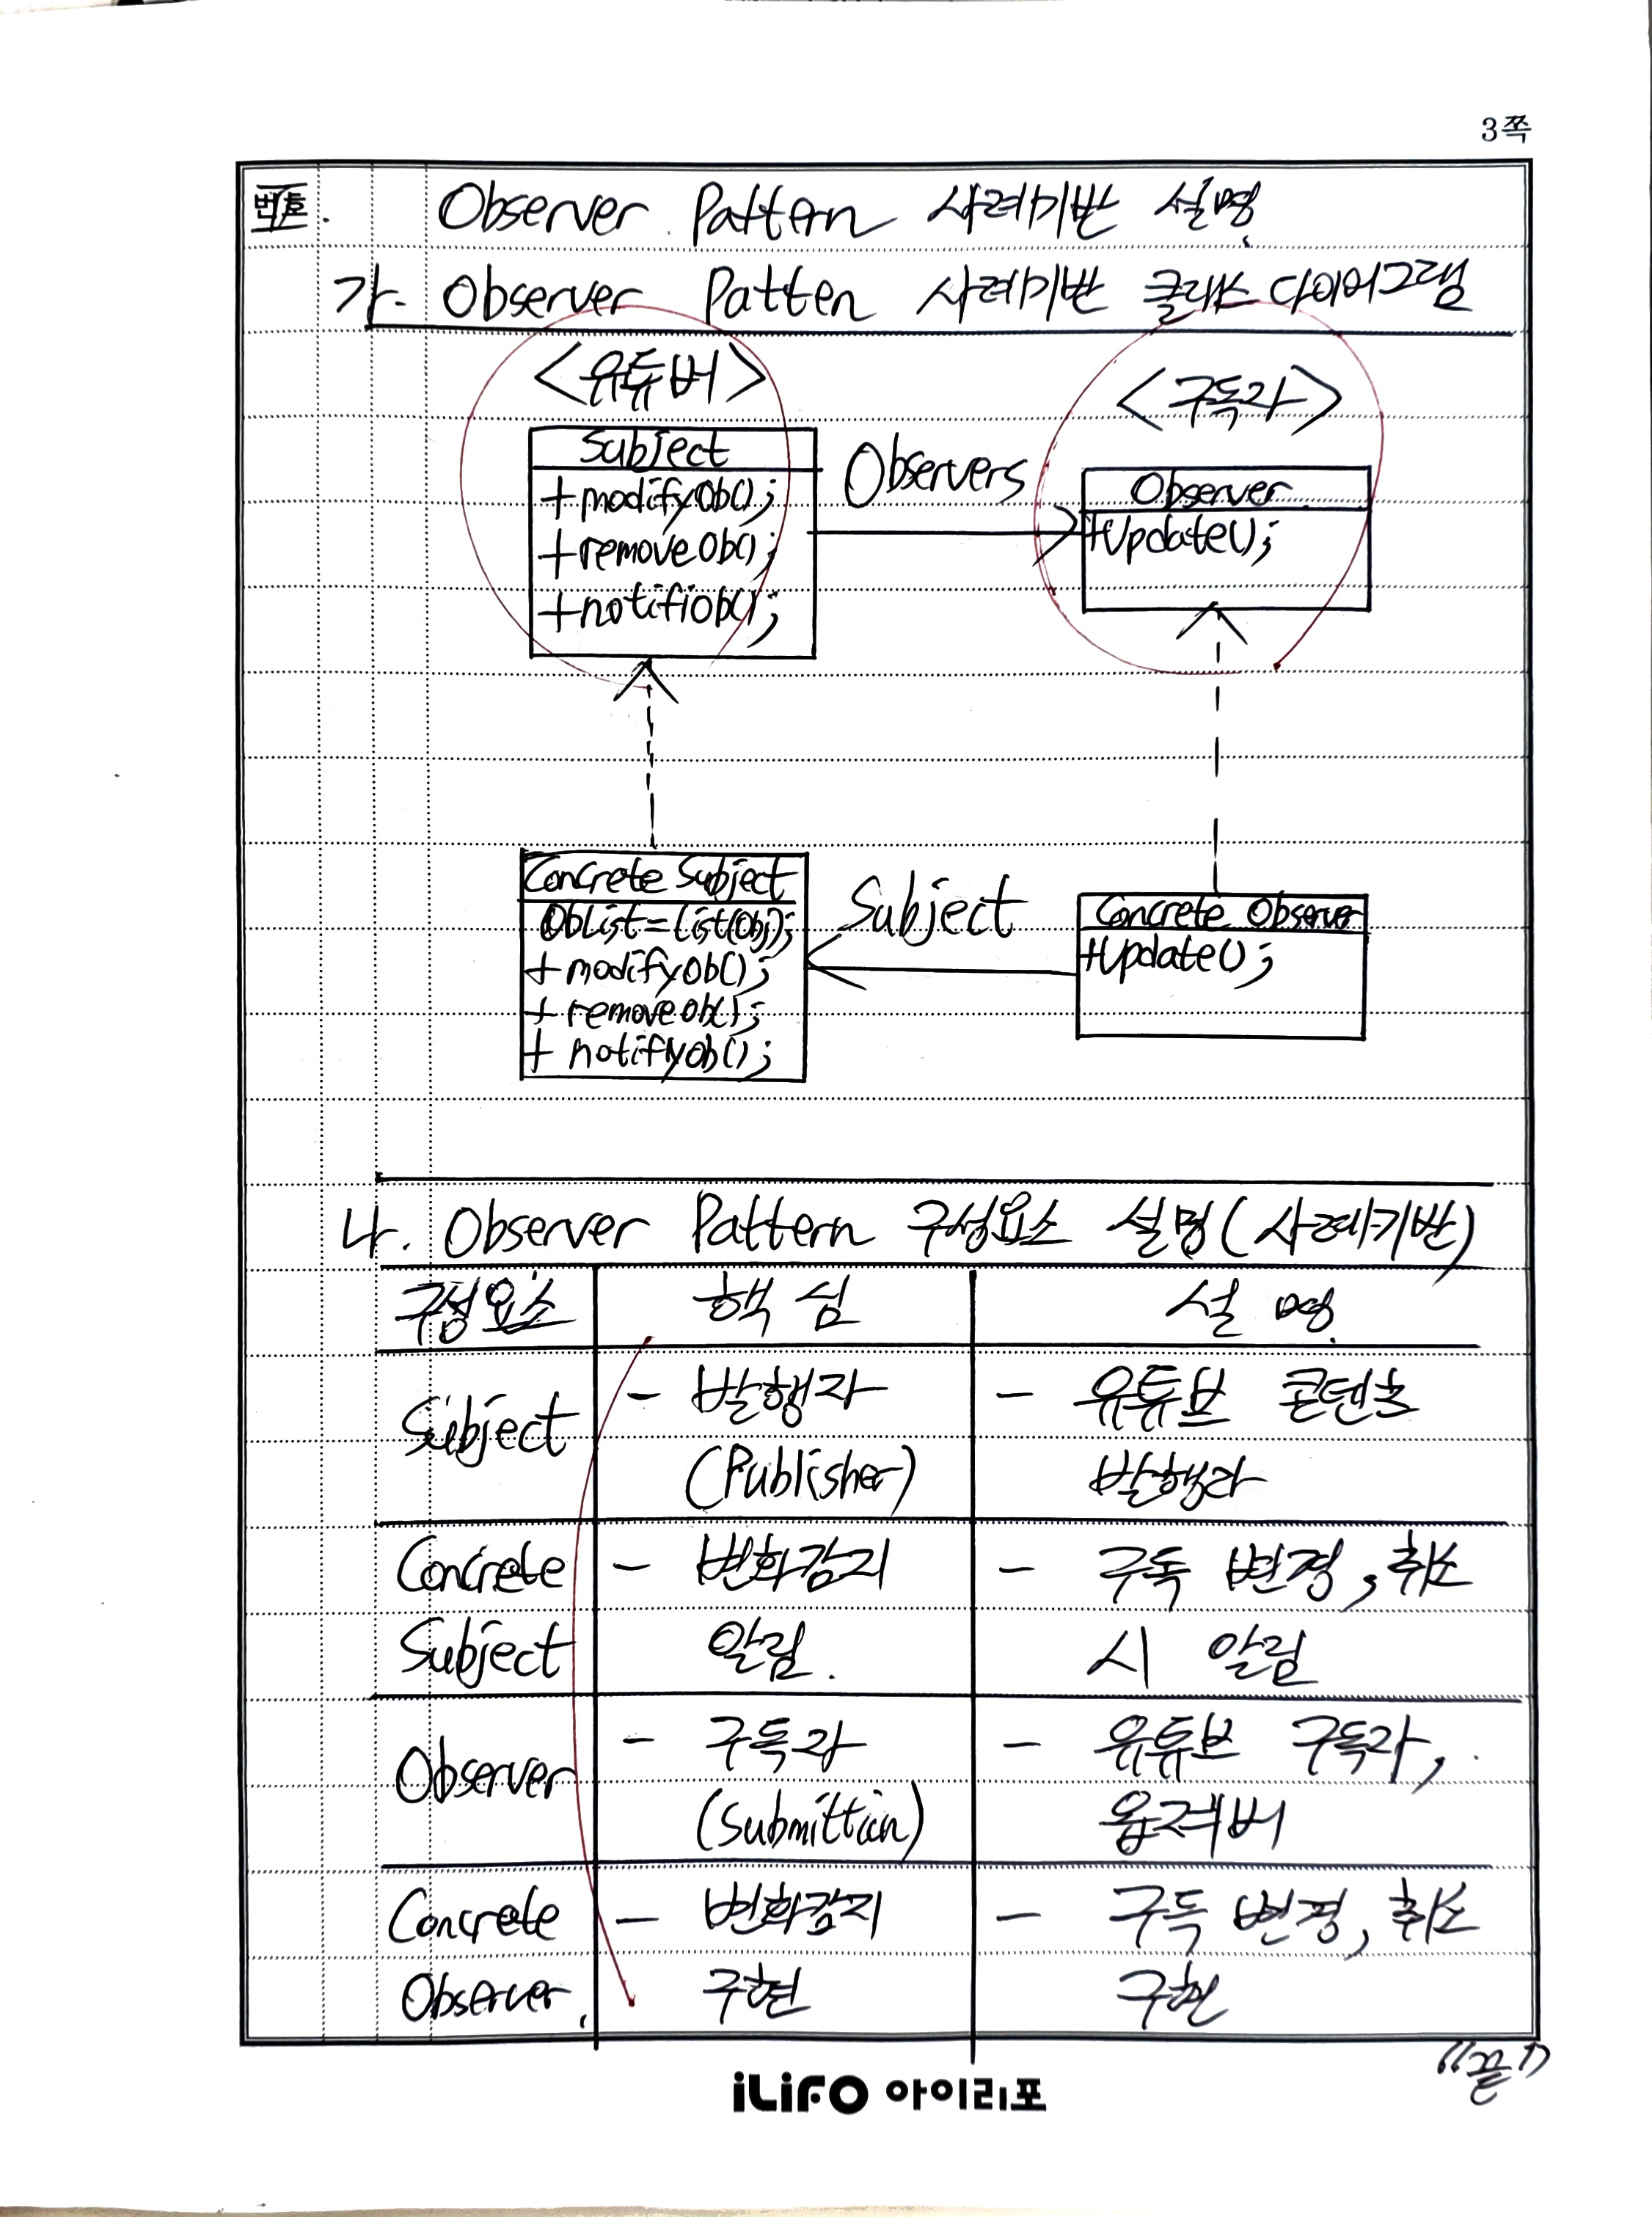 3쪽
번호. Observer Pattern 사례기반 설명
가. Observer Patten 사례기반 클래스 다이어그램
<유튜버>
<구독자>
Subject
+modifyOb();
+removeOb();
+notifiob();
Observers
Observer
+Update();
Concrete Subject
ObList=List(Obj);
+ modifyOb();
+ removeob();
+ notifyob();
Subject
Concrete Observer
+Update();
나. Observer Pattern 구성요소 설명(사례기반)
구성요소 핵심 설명
Subject - 발행자 - 유튜브 콘텐츠
(Publisher) 발행자
Concrete - 변화감지 - 구독 변경, 취소
Subject 알림. 시 알림
Observer - 구독자 - 유튜브 구독자,
(Submittion) 옵저버
Concrete - 변화감지 - 구독 변경, 취소
Observer 구현 구현
"끝"
iLiFO 아이리포